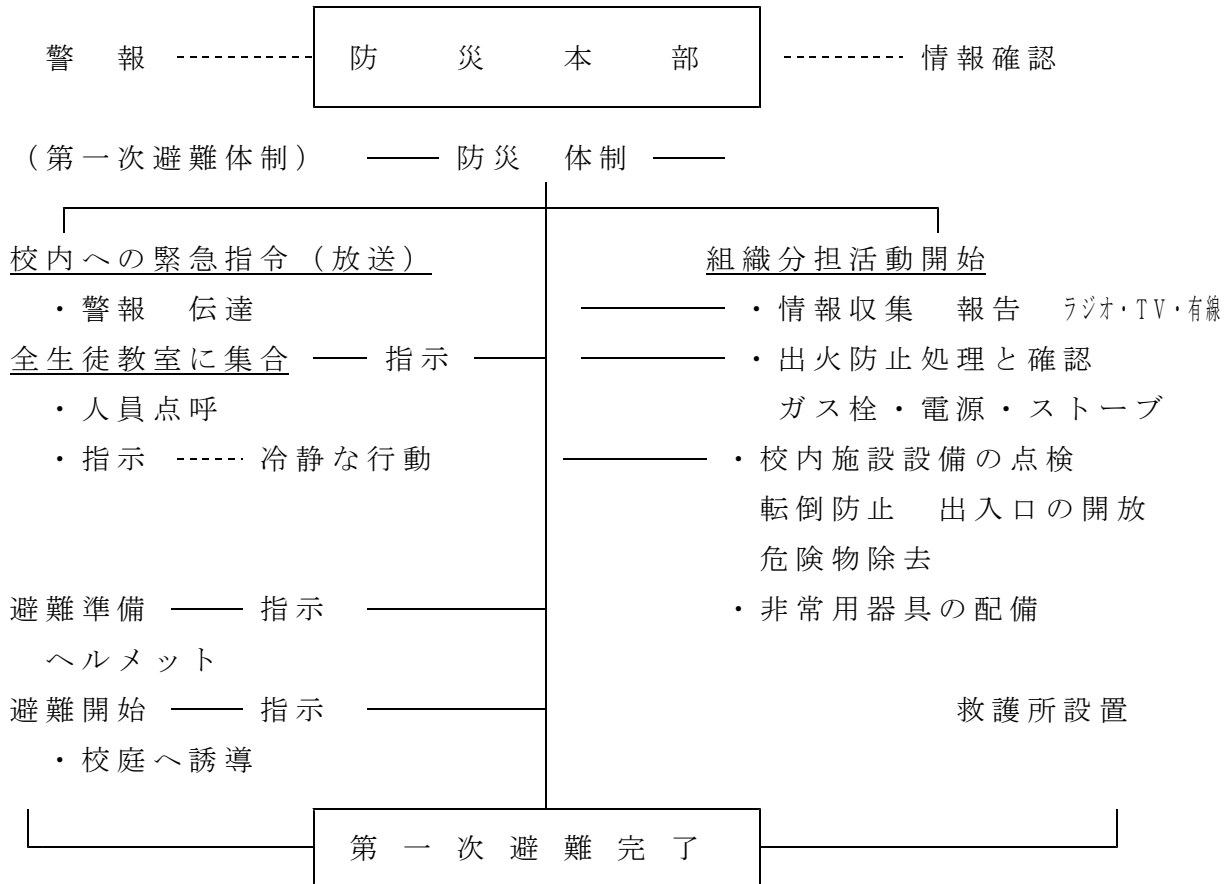 警報 防災本部 情報確認
（第一次避難体制） 防災 体制
校内への緊急指令（放送）
・警報 伝達
全生徒教室に集合 指示
・人員点呼
・指示 冷静な行動
避難準備 指示
ヘルメット
避難開始 指示
・校庭へ誘導
組織分担活動開始
・情報収集 報告 ラジオ・TV・有線
・出火防止処理と確認
ガス栓・電源・ストーブ
・校内施設設備の点検
転倒防止 出入口の開放
危険物除去
・非常用器具の配備
救護所設置
第一次避難完了